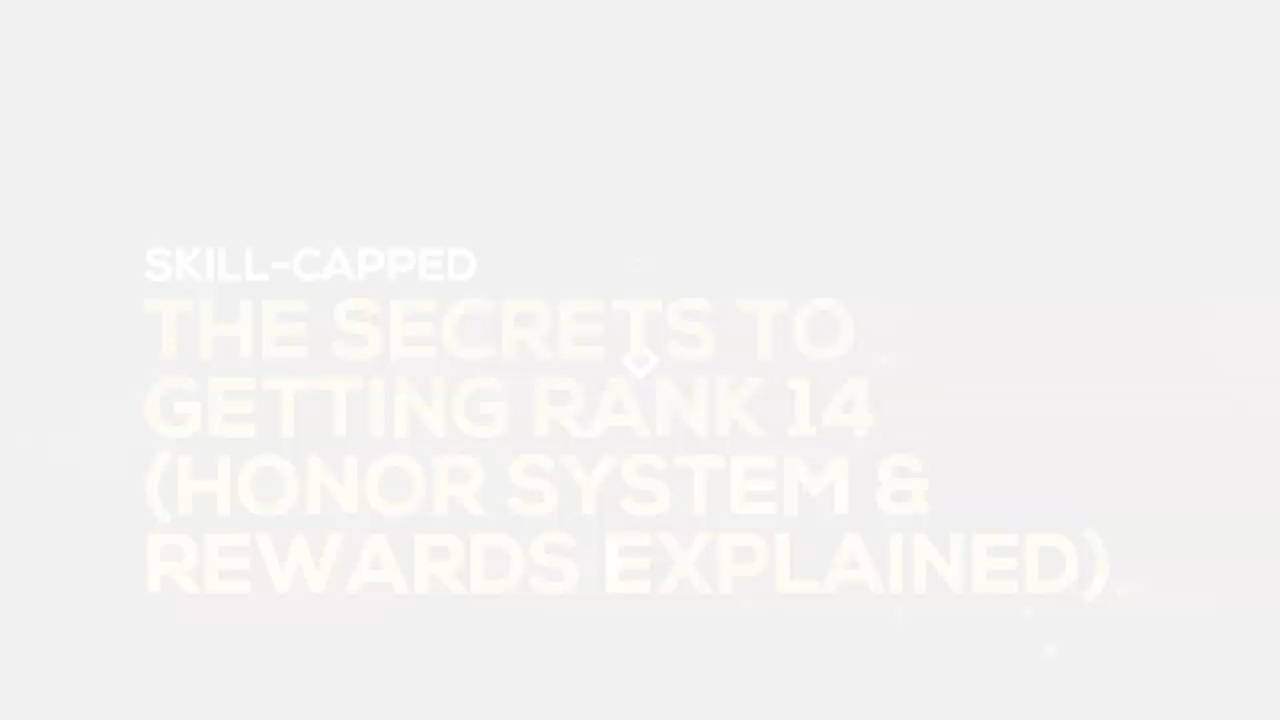 SKILL-CAPPED
THE SECRETS TO
GETTING RANK 14
(HONOR SYSTEM &
REWARDS EXPLAINED)